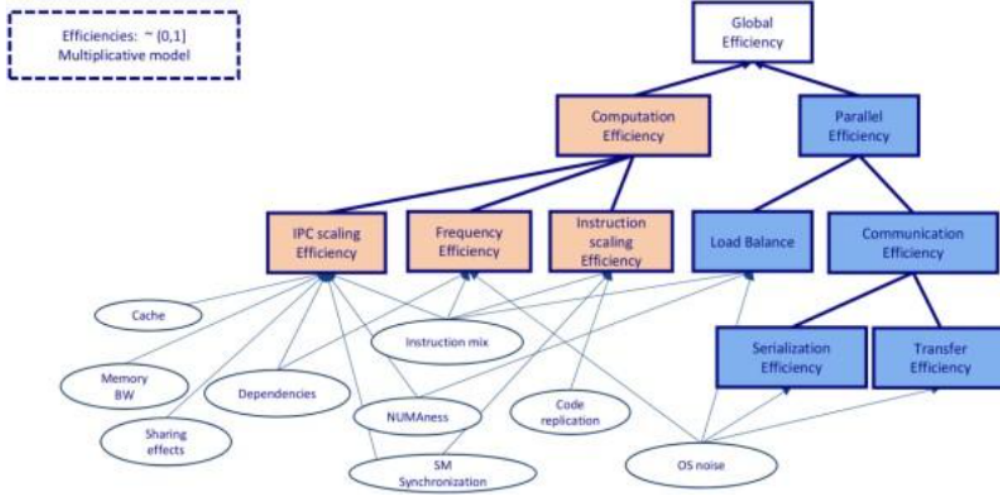 Efficiencies: ~ (0,1]
Multiplicative model
Global
Efficiency
Computation
Efficiency
Parallel
Efficiency
IPC scaling
Efficiency
Frequency
Efficiency
Instruction
scaling
Efficiency
Load Balance
Communication
Efficiency
Cache
Instruction mix
Serialization
Efficiency
Transfer
Efficiency
Memory
BW
Dependencies
NUMAness
Code
replication
Sharing
effects
SM
Synchronization
OS noise